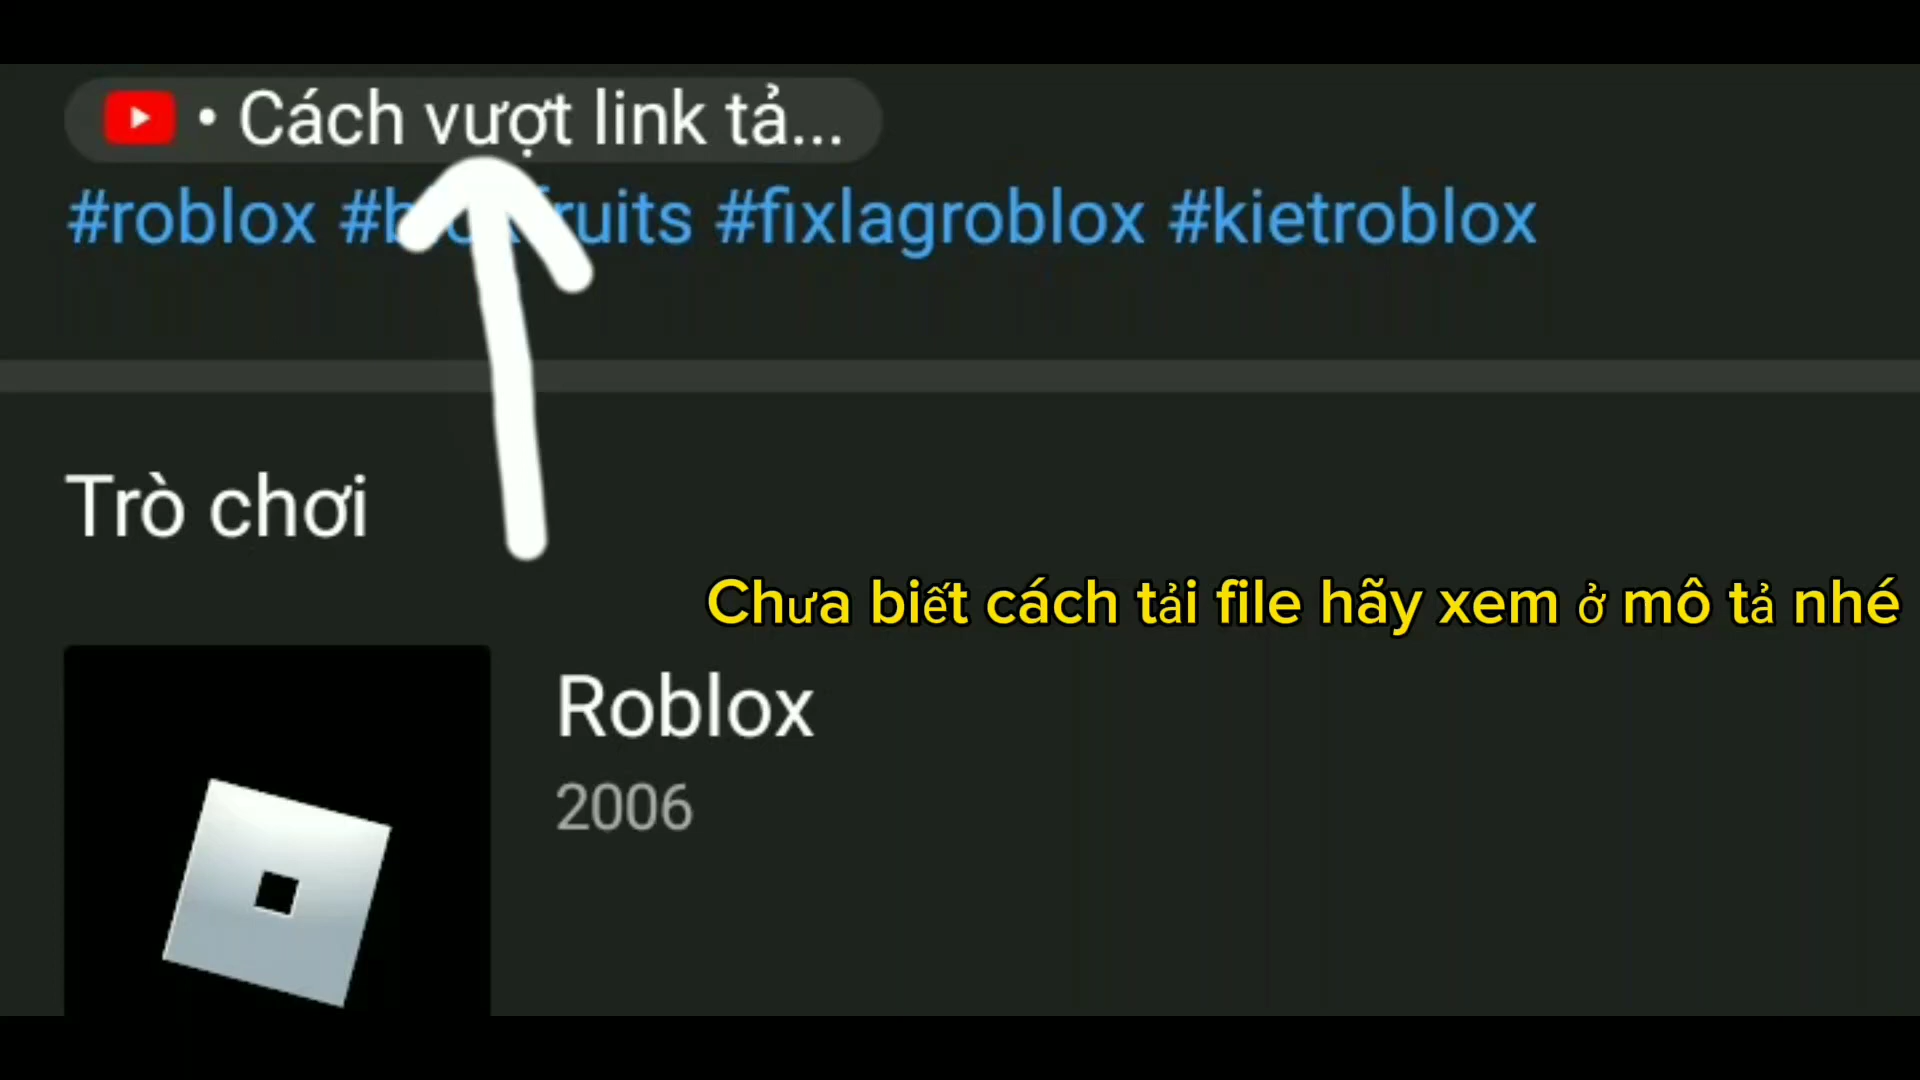 • Cách vượt link tả...
#roblox #fixlagroblox #kietroblox
Trò chơi
Chưa biết cách tải file hãy xem ở mô tả nhé
Roblox
2006